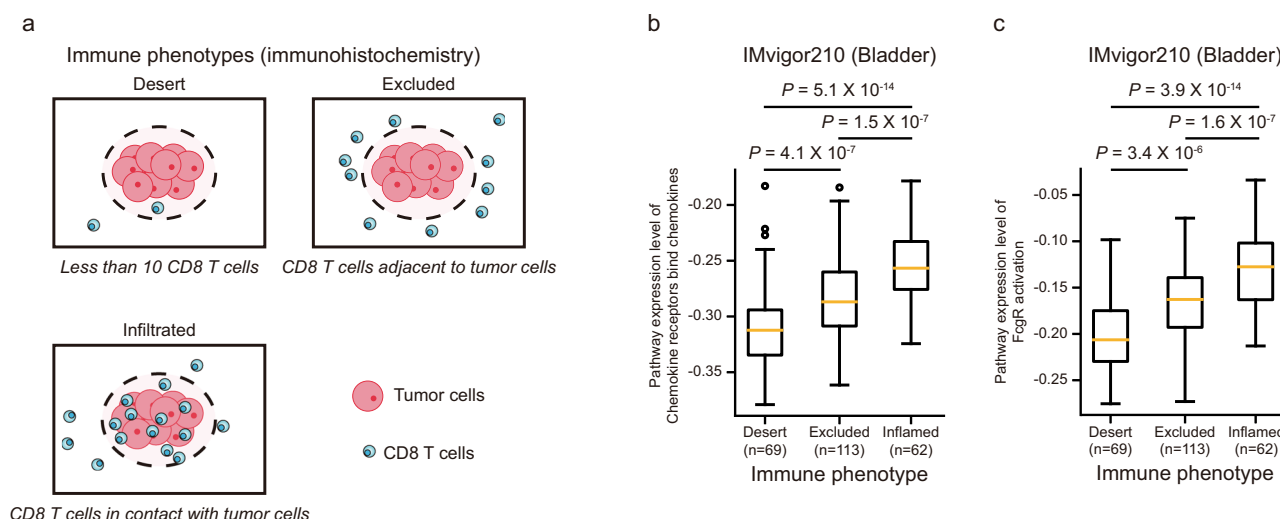 a
Immune phenotypes (immunohistochemistry)
Desert
Excluded
Less than 10 CD8 T cells
CD8 T cells adjacent to tumor cells
Infiltrated
Tumor cells
CD8 T cells
CD8 T cells in contact with tumor cells
b
IMvigor210 (Bladder)
P = 5.1 X 10-14
P = 1.5 X 10-7
P = 4.1 X 10-7
Pathway expression level of
Chemokine receptors bind chemokines
-0.20
-0.25
-0.30
-0.35
Desert Excluded Inflamed
(n=69) (n=113) (n=62)
Immune phenotype
c
IMvigor210 (Bladder)
P = 3.9 X 10-14
P = 1.6 X 10-7
P = 3.4 X 10-6
Pathway expression level of
FcgR activation
-0.05
-0.10
-0.15
-0.20
-0.25
Desert Excluded Inflamed
(n=69) (n=113) (n=62)
Immune phenotype